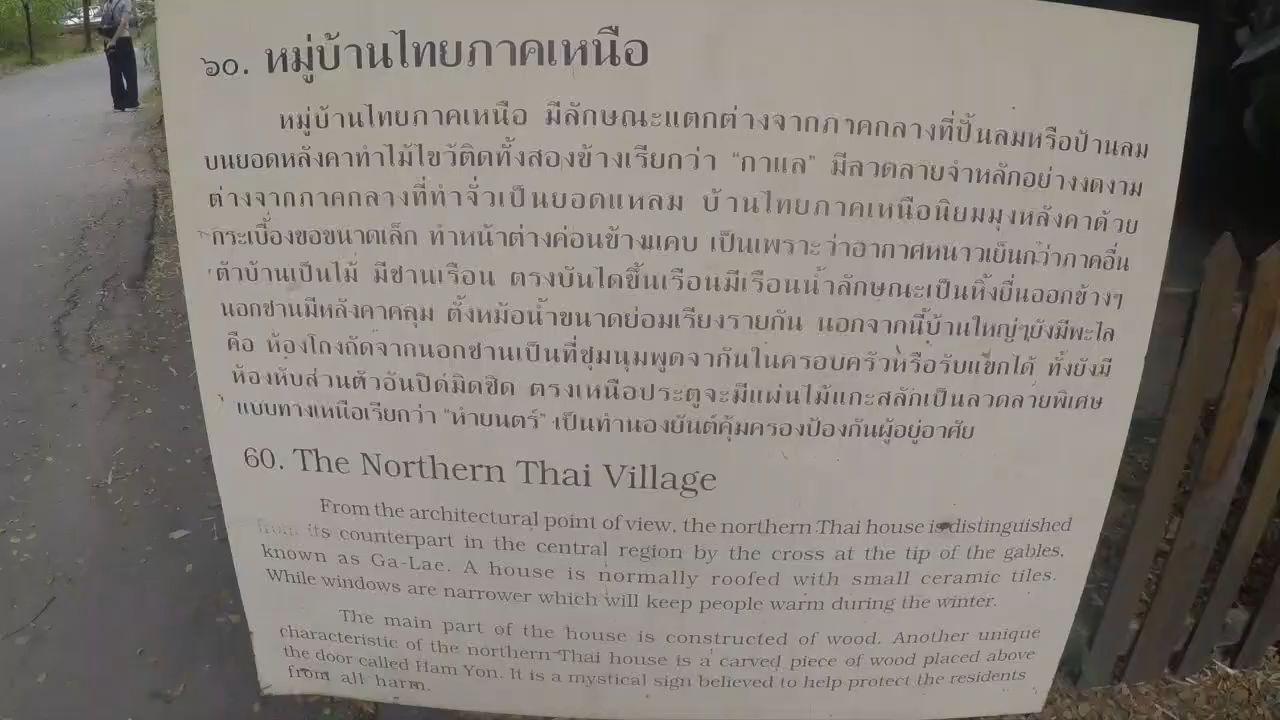 ๖๐. หมู่บ้านไทยภาคเหนือ
หมู่บ้านไทยภาคเหนือ มีลักษณะแตกต่างจากภาคกลางที่ปั้นลมหรือป้านลม
บนยอดหลังคาทำไม้ไขว้ติดทั้งสองข้างเรียกว่า “กาแล” มีลวดลายจำหลักอย่างงดงาม
ต่างจากภาคกลางที่ทำจั่วเป็นยอดแหลม บ้านไทยภาคเหนือนิยมมุงหลังคาด้วย
กระเบื้องขอขนาดเล็ก ทำหน้าต่างค่อนข้างแคบ เป็นเพราะว่าอากาศหนาวเย็นกว่าภาคอื่น
ตัวบ้านเป็นไม้ มีชานเรือน ตรงบันไดขึ้นเรือนมีเรือนน้ำลักษณะเป็นหิ้งยื่นออกข้างๆ
นอกชานมีหลังคาคลุม ตั้งหม้อน้ำขนาดย่อมเรียงรายกัน นอกจากนี้บ้านใหญ่ๆยังมีพะไล
คือ ห้องโถงถัดจากนอกชานเป็นที่ชุมนุมพูดจากันในครอบครัวหรือรับแขกได้ ทั้งยังมี
ห้องหับส่วนตัวอันปิดมิดชิด ตรงเหนือประตูจะมีแผ่นไม้แกะสลักเป็นลวดลายพิเศษ
แบบทางเหนือเรียกว่า “หำยนตร์” เป็นทำนองยันต์คุ้มครองป้องกันผู้อยู่อาศัย
60. The Northern Thai Village
From the architectural point of view, the northern Thai house is distinguished
from its counterpart in the central region by the cross at the tip of the gables,
known as Ga-Lae. A house is normally roofed with small ceramic tiles.
While windows are narrower which will keep people warm during the winter.
The main part of the house is constructed of wood. Another unique
characteristic of the northern Thai house is a carved piece of wood placed above
the door called Ham Yon. It is a mystical sign believed to help protect the residents
from all harm.